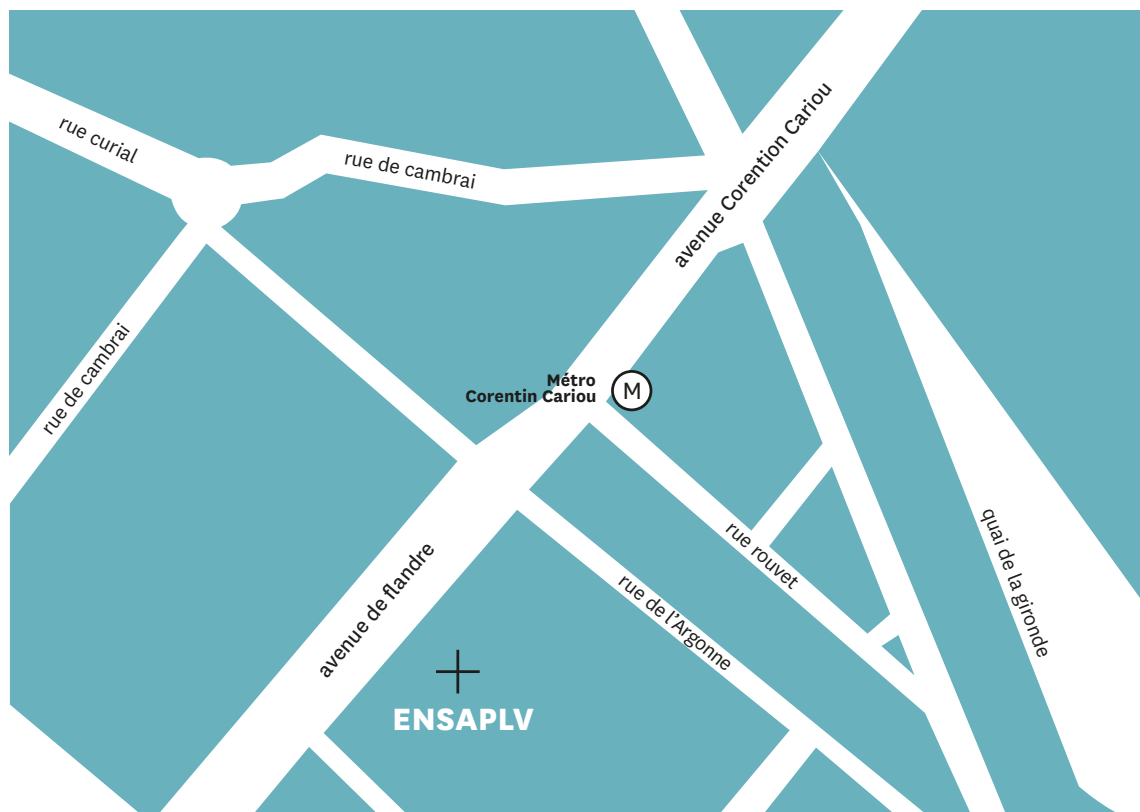 rue curial
rue de cambrai
avenue Corention Cariou
rue de cambrai
Métro
Corentin Cariou
M
avenue de flandre
rue rouvet
quai de la gironde
rue de l'Argonne
ENSAPLV